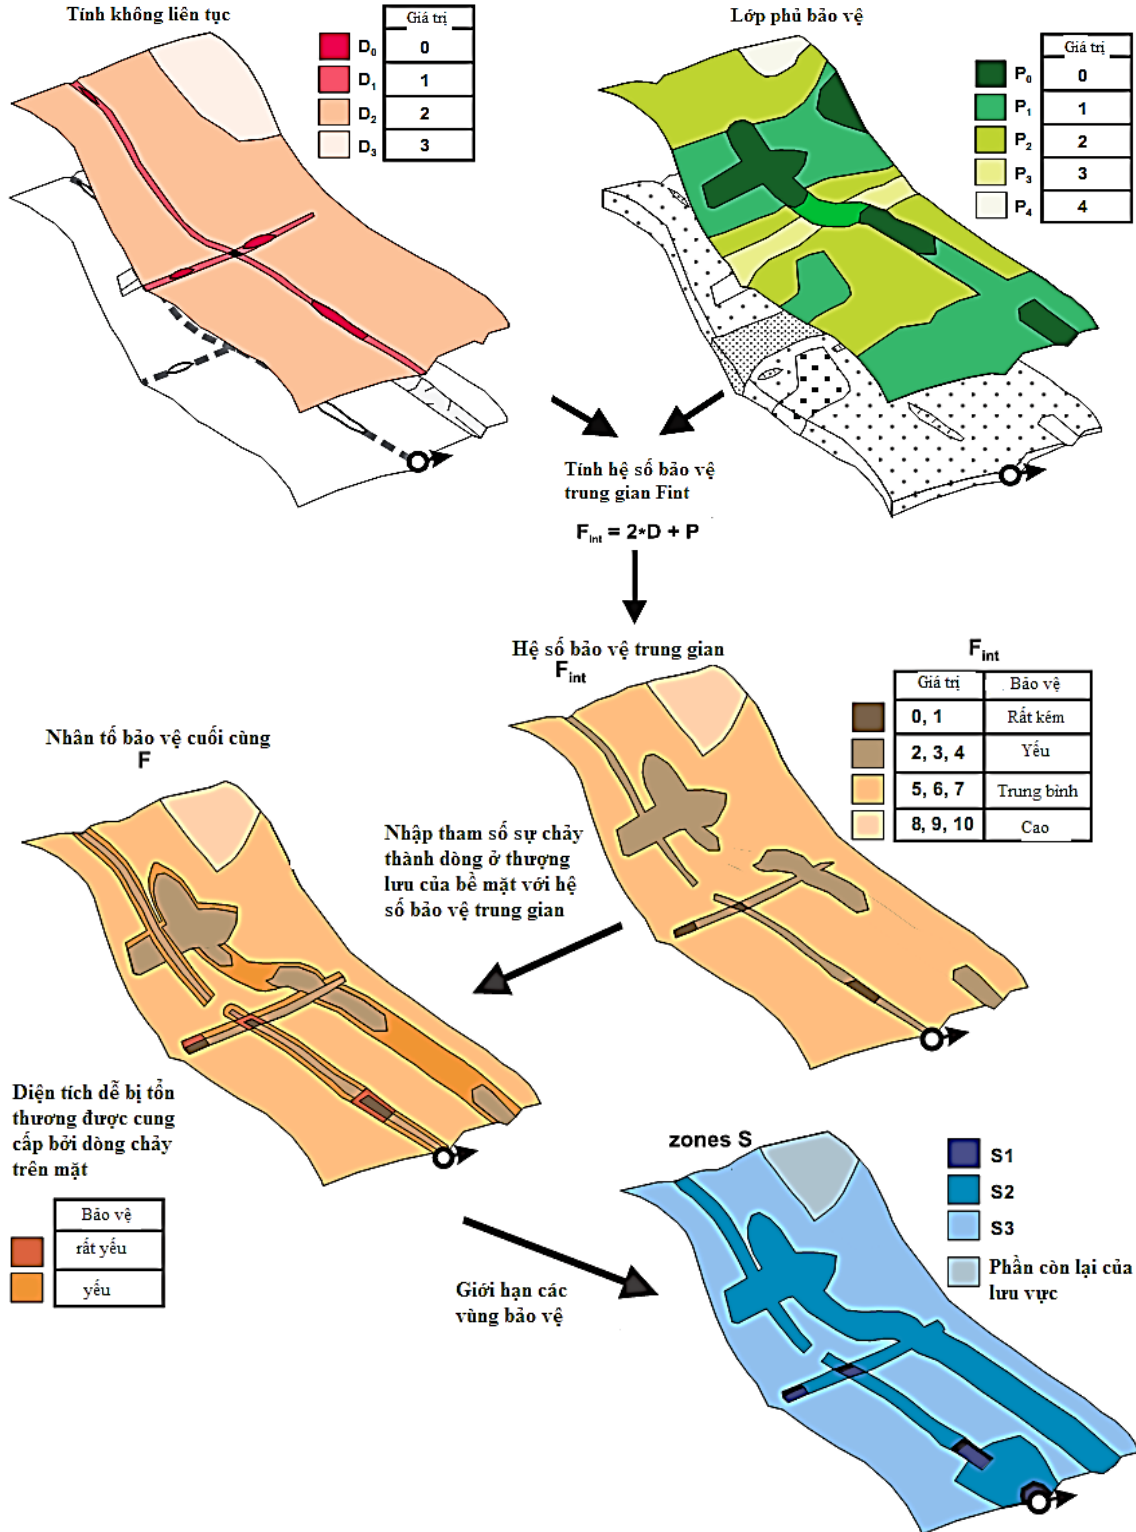 Tính không liên tục
Giá trị
D₀ 0
D₁ 1
D₂ 2
D₃ 3
Lớp phủ bảo vệ
Giá trị
P₀ 0
P₁ 1
P₂ 2
P₃ 3
P₄ 4
Tính hệ số bảo vệ
trung gian Fint
F_int = 2*D + P
Hệ số bảo vệ trung gian
F_int
F_int
Giá trị Bảo vệ
0, 1 Rất kém
2, 3, 4 Yếu
5, 6, 7 Trung bình
8, 9, 10 Cao
Nhân tố bảo vệ cuối cùng
F
Nhập tham số sự chảy
thành dòng ở thượng
lưu của bề mặt với hệ
số bảo vệ trung gian
Diện tích dễ bị tổn
thương được cung
cấp bởi dòng chảy
trên mặt
Bảo vệ
rất yếu
yếu
Giới hạn các
vùng bảo vệ
zones S
S1
S2
S3
Phần còn lại của
lưu vực